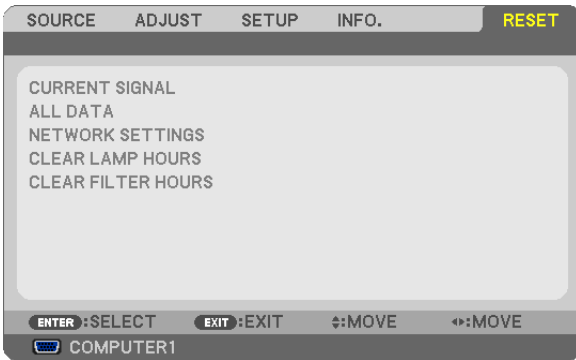 SOURCE ADJUST SETUP INFO. RESET
CURRENT SIGNAL
ALL DATA
NETWORK SETTINGS
CLEAR LAMP HOURS
CLEAR FILTER HOURS
ENTER :SELECT EXIT :EXIT :MOVE :MOVE
COMPUTER1